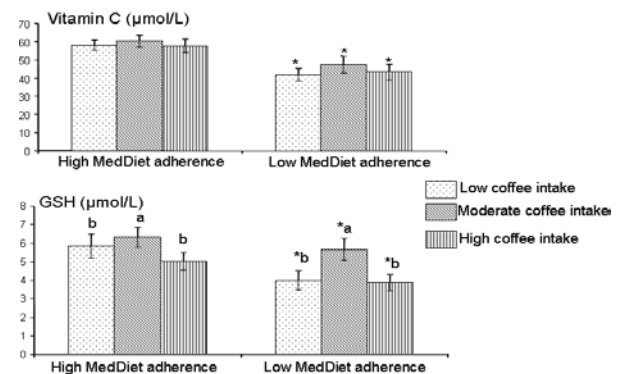 Vitamin C (µmol/L)
70
60
50
40
30
20
10
0
* * *
High MedDiet adherence Low MedDiet adherence
GSH (µmol/L)
8
7
6
5
4
3
2
1
0
b a b *b *a *b
High MedDiet adherence Low MedDiet adherence
Low coffee intake
Moderate coffee intake
High coffee intake